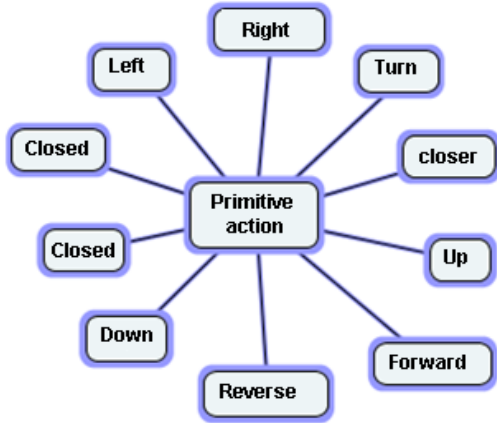 Right
Left
Turn
Closed
closer
Primitive
action
Closed
Up
Down
Forward
Reverse